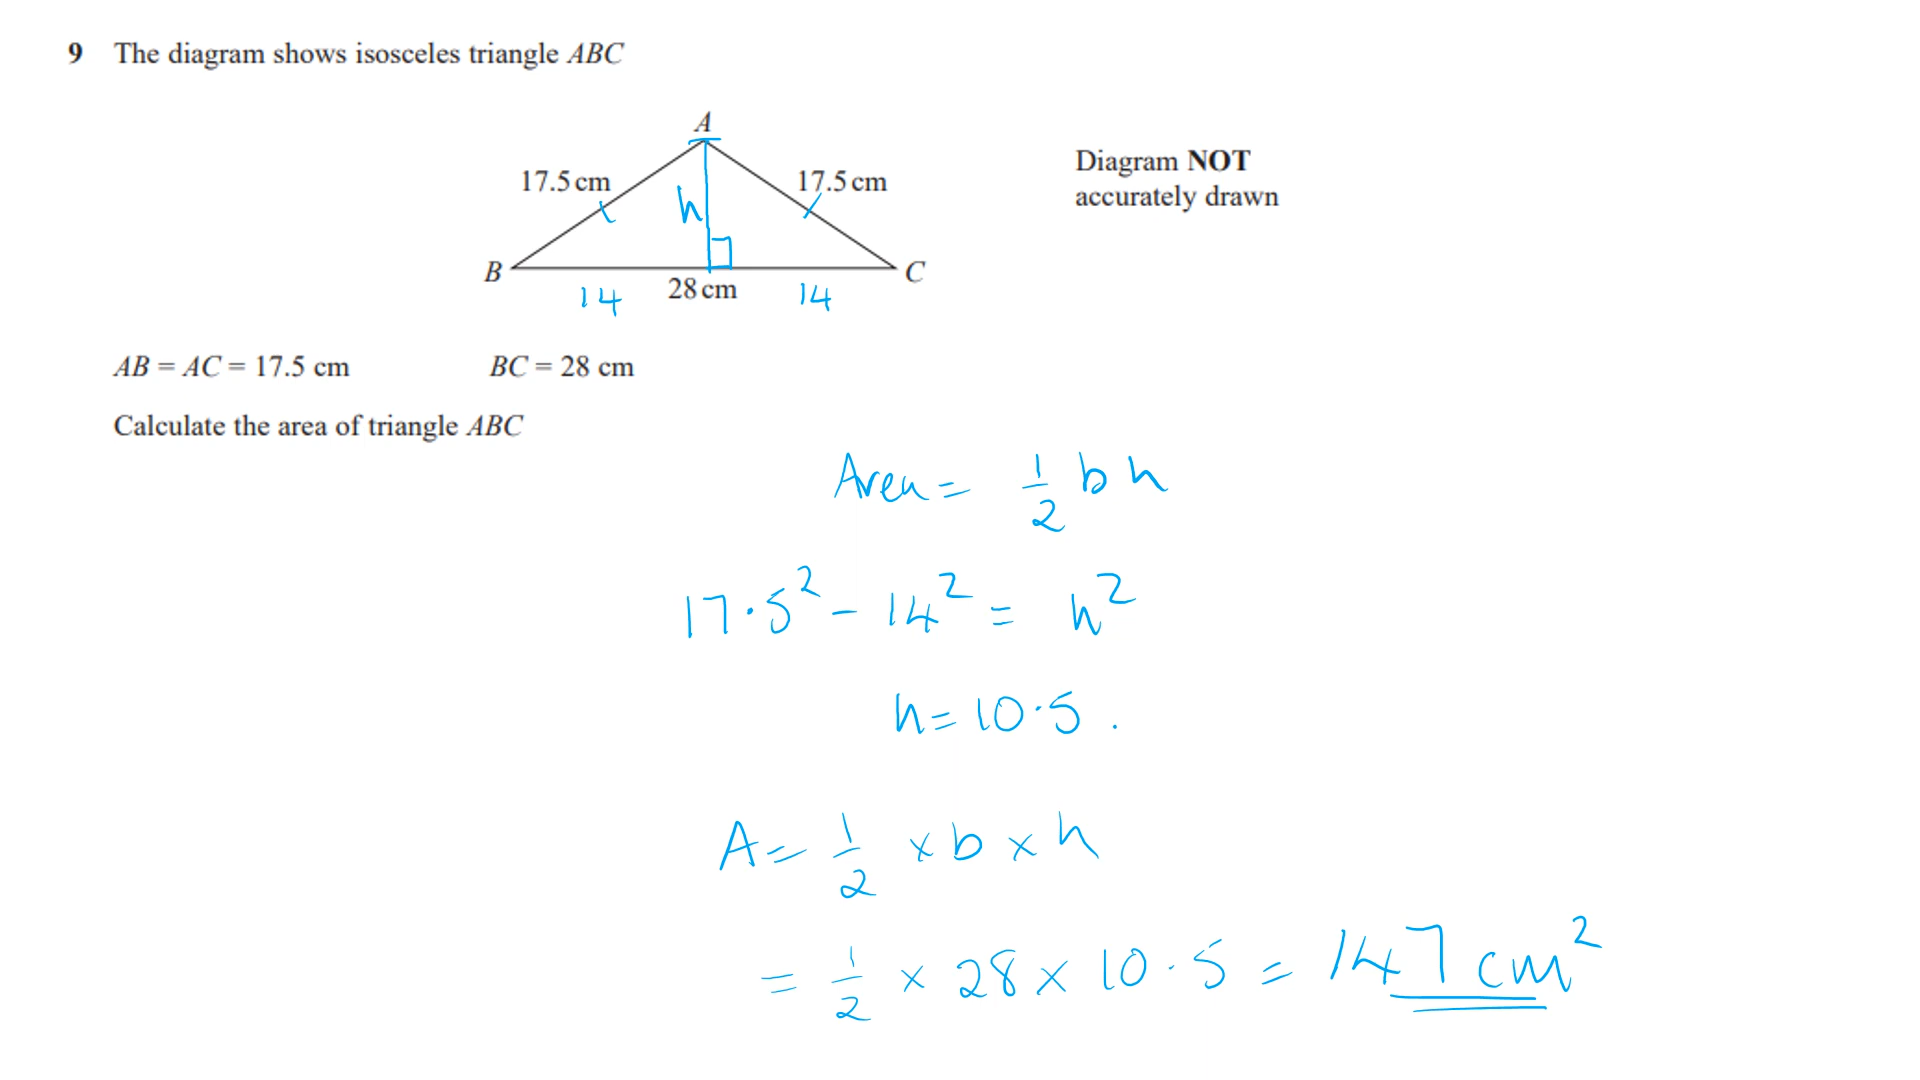 9 The diagram shows isosceles triangle ABC
A
17.5 cm
17.5 cm
h
B
C
14
28 cm
14
Diagram NOT
accurately drawn
AB = AC = 17.5 cm BC = 28 cm
Calculate the area of triangle ABC
Area = 1/2 b h
17.5² - 14² = h²
h = 10.5 .
A = 1/2 × b × h
= 1/2 × 28 × 10.5 = 147 cm²